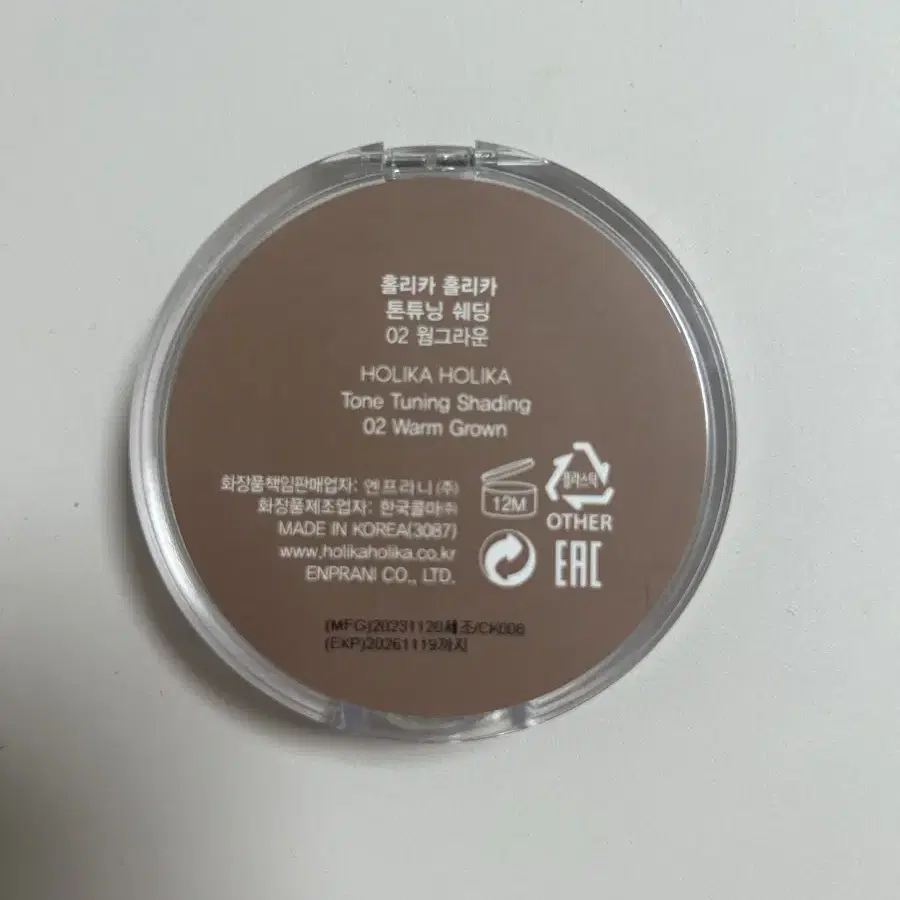 홀리카 홀리카
톤튜닝 쉐딩
02 웜그라운
HOLIKA HOLIKA
Tone Tuning Shading
02 Warm Grown
화장품책임판매업자: 엔프라니(주)
화장품제조업자: 한국콜마㈜
MADE IN KOREA(3087)
www.holikaholika.co.kr
ENPRANI CO., LTD.
12M
플라스틱
OTHER
EAC
(MFG)20231120제조/CK008
(EXP)20261119까지